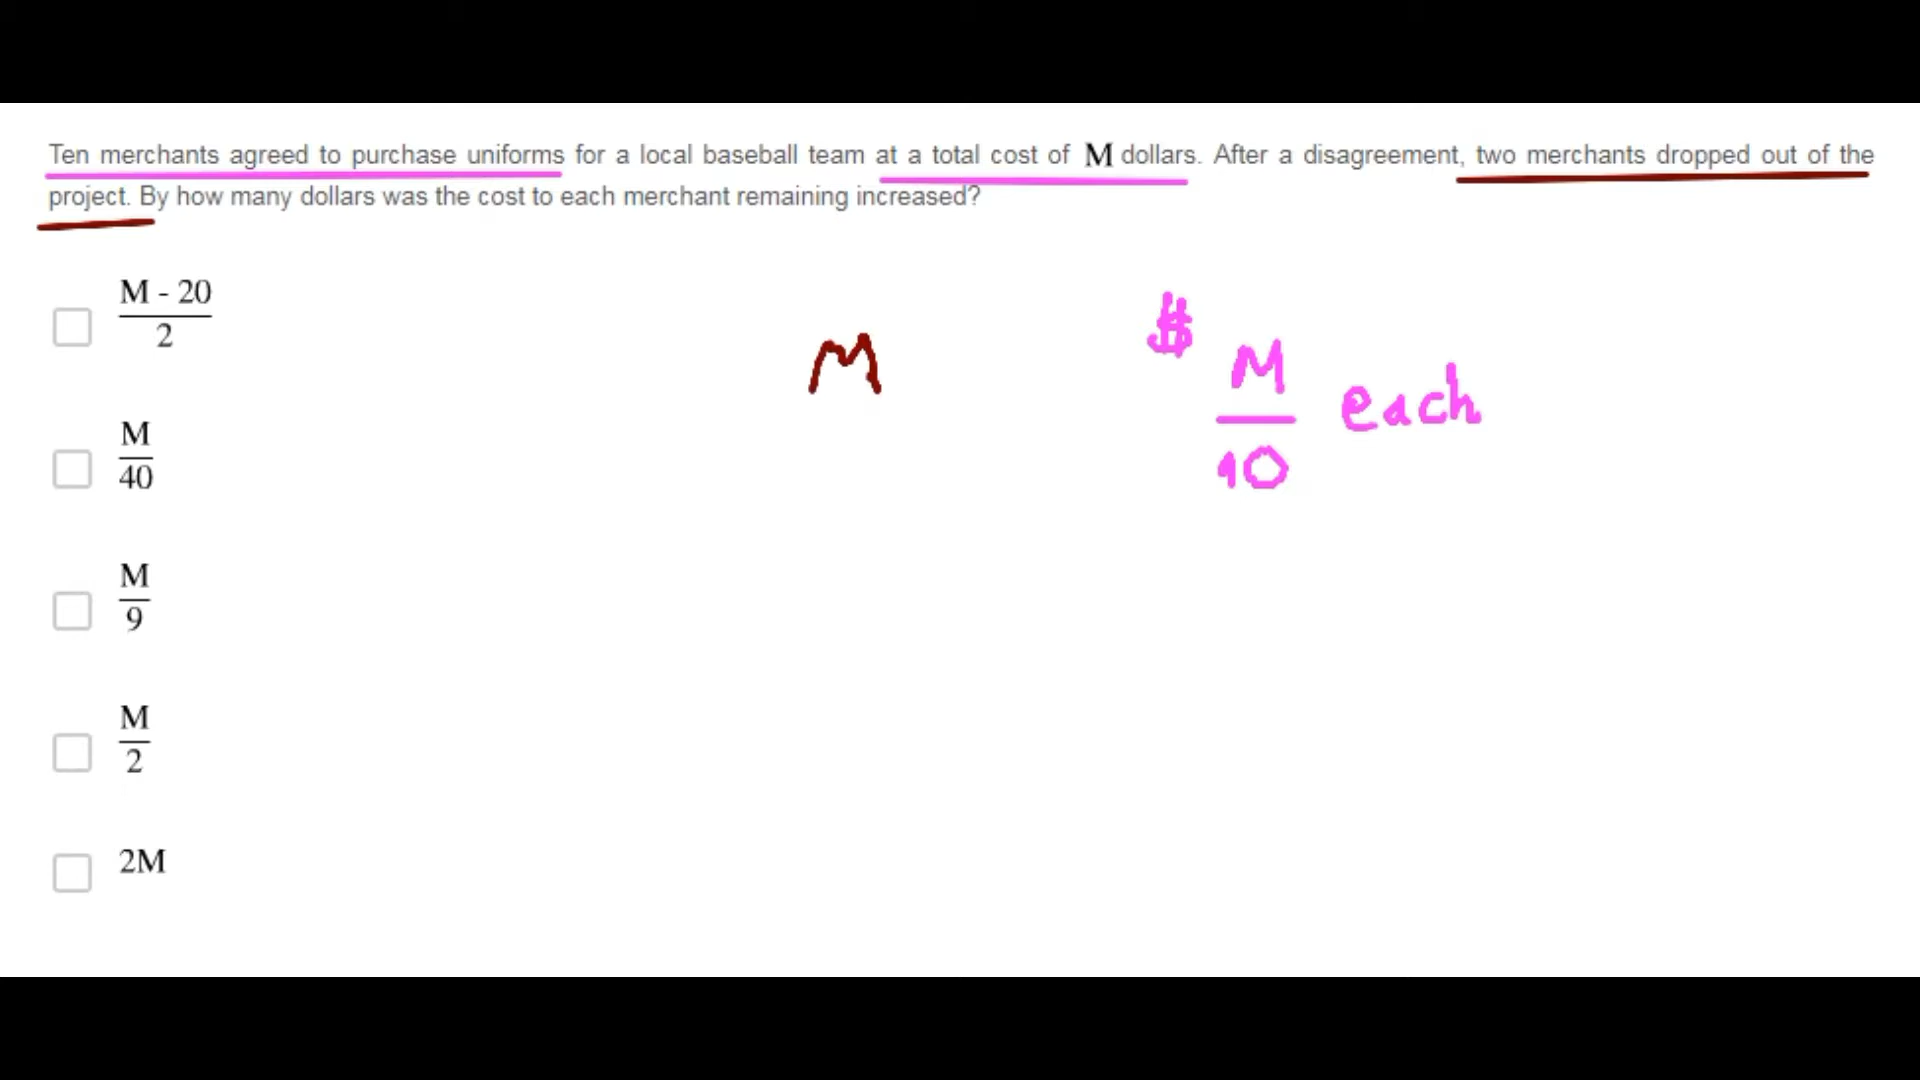 Ten merchants agreed to purchase uniforms for a local baseball team at a total cost of M dollars. After a disagreement, two merchants dropped out of the
project. By how many dollars was the cost to each merchant remaining increased?
M - 20
2
M
40
M
9
M
2
2M
M
$
M
each
10